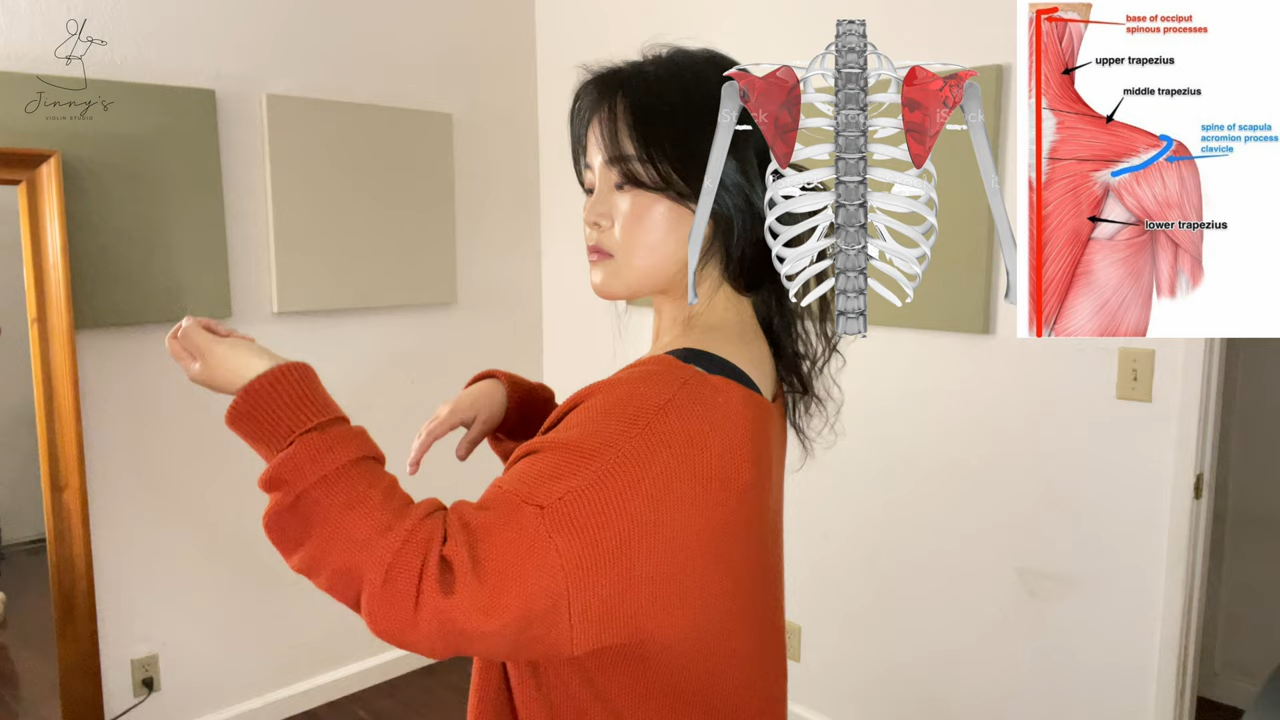 Jinny's
VIOLIN STUDIO
iStock
base of occiput
spinous processes
upper trapezius
middle trapezius
spine of scapula
acromion process
clavicle
lower trapezius